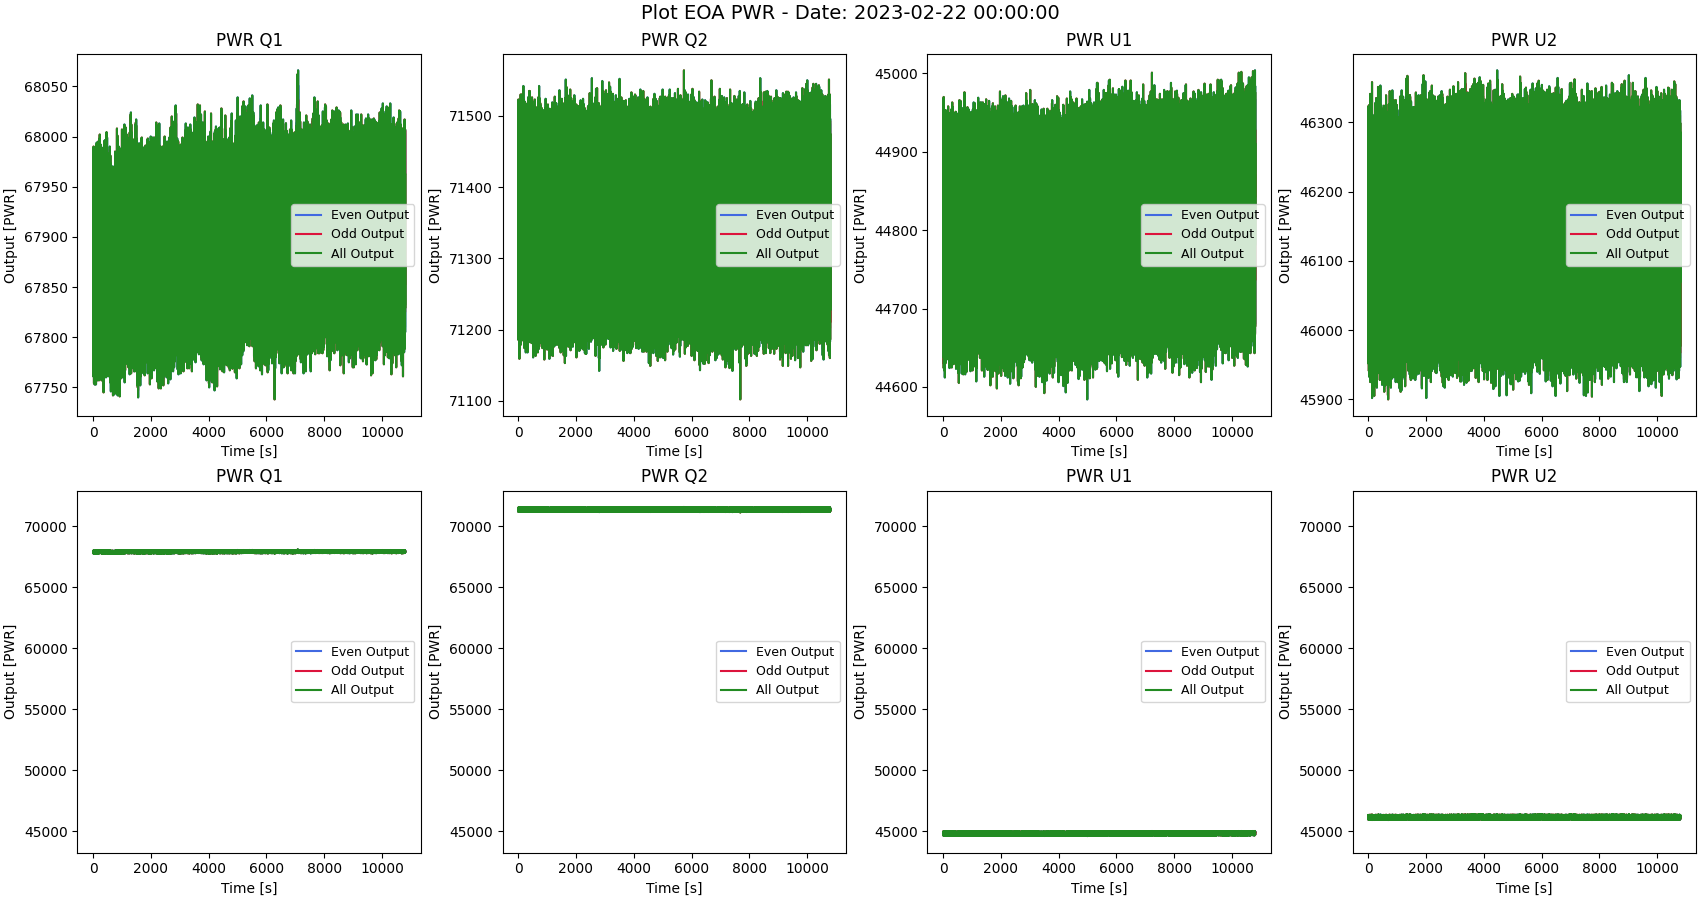 Plot EOA PWR - Date: 2023-02-22 00:00:00
PWR Q1
Output [PWR]
68050
68000
67950
67900
67850
67800
67750
0 2000 4000 6000 8000 10000
Time [s]
Even Output
Odd Output
All Output
PWR Q2
Output [PWR]
71500
71400
71300
71200
71100
0 2000 4000 6000 8000 10000
Time [s]
Even Output
Odd Output
All Output
PWR U1
Output [PWR]
45000
44900
44800
44700
44600
0 2000 4000 6000 8000 10000
Time [s]
Even Output
Odd Output
All Output
PWR U2
Output [PWR]
46300
46200
46100
46000
45900
0 2000 4000 6000 8000 10000
Time [s]
Even Output
Odd Output
All Output
PWR Q1
Output [PWR]
70000
65000
60000
55000
50000
45000
0 2000 4000 6000 8000 10000
Time [s]
Even Output
Odd Output
All Output
PWR Q2
Output [PWR]
70000
65000
60000
55000
50000
45000
0 2000 4000 6000 8000 10000
Time [s]
Even Output
Odd Output
All Output
PWR U1
Output [PWR]
70000
65000
60000
55000
50000
45000
0 2000 4000 6000 8000 10000
Time [s]
Even Output
Odd Output
All Output
PWR U2
Output [PWR]
70000
65000
60000
55000
50000
45000
0 2000 4000 6000 8000 10000
Time [s]
Even Output
Odd Output
All Output